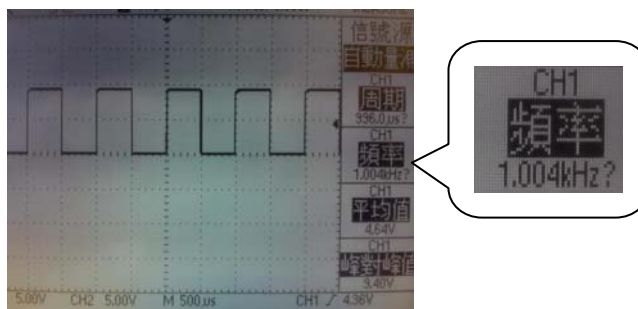 信號源
自動量測
CH1
周期
996.0us?
CH1
頻率
1.004kHz?
CH1
平均值
4.64V
CH1
峰對峰值
9.40V
5.00V CH2 5.00V M 500us CH1 4.36V
CH1
頻率
1.004kHz?